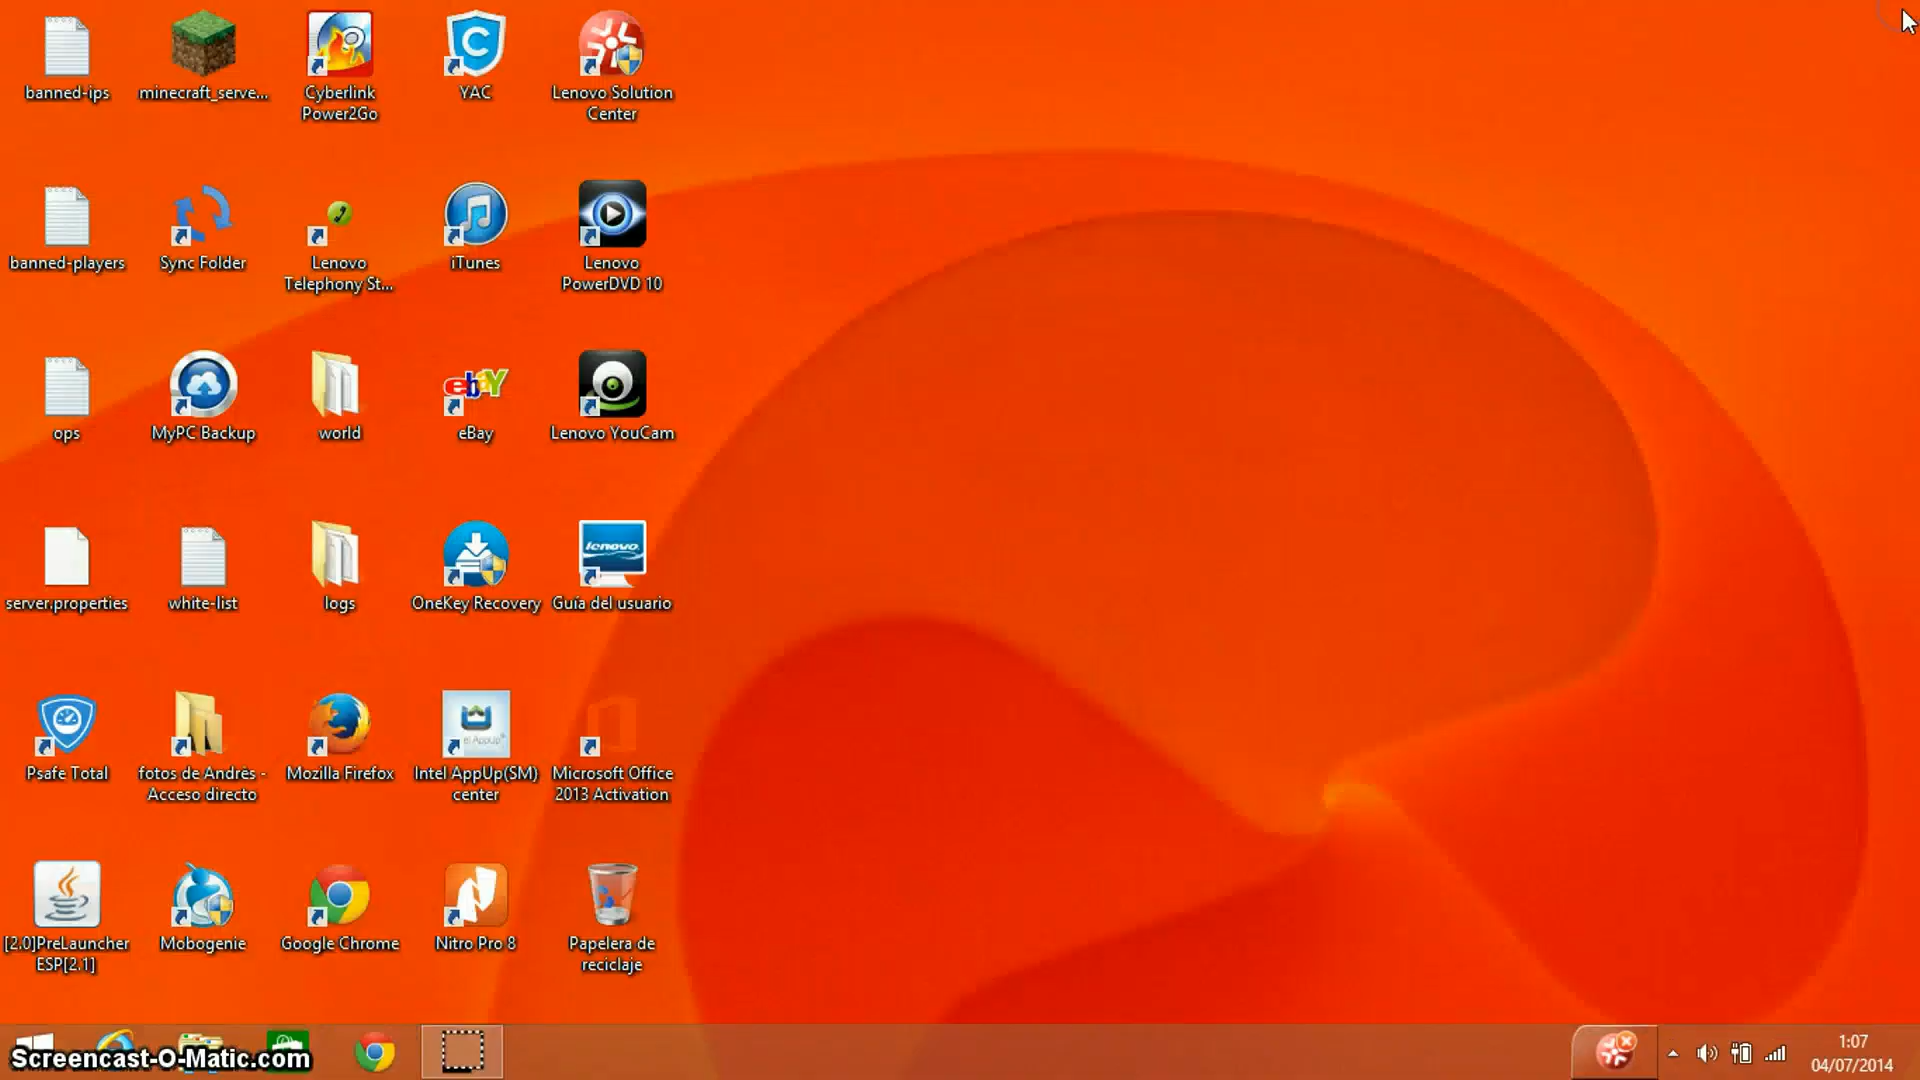 banned-ips
minecraft_serve...
Cyberlink
Power2Go
YAC
Lenovo Solution
Center
banned-players
Sync Folder
Lenovo
Telephony St...
iTunes
Lenovo
PowerDVD 10
ops
MyPC Backup
world
ebay
eBay
Lenovo YouCam
server.properties
white-list
logs
OneKey Recovery
lenovo
Guía del usuario
Psafe Total
fotos de Andrès -
Acceso directo
Mozilla Firefox
Intel AppUp(SM)
center
Microsoft Office
2013 Activation
[2.0]PreLauncher
ESP[2.1]
Mobogenie
Google Chrome
Nitro Pro 8
Papelera de
reciclaje
Screencast-O-Matic.com
1:07
04/07/2014